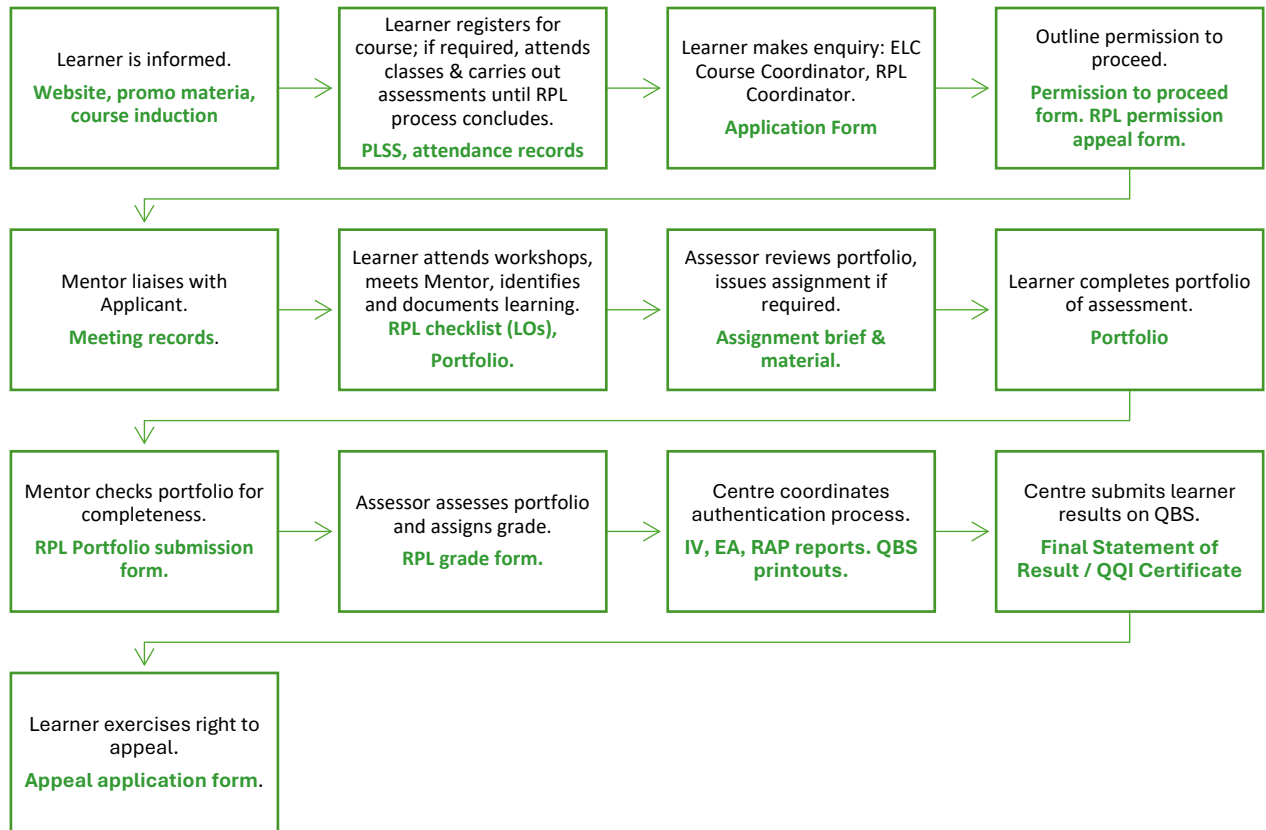 Learner is informed.
Website, promo materia,
course induction
Learner registers for
course; if required, attends
classes & carries out
assessments until RPL
process concludes.
PLSS, attendance records
Learner makes enquiry: ELC
Course Coordinator, RPL
Coordinator.
Application Form
Outline permission to
proceed.
Permission to proceed
form. RPL permission
appeal form.
Mentor liaises with
Applicant.
Meeting records.
Learner attends workshops,
meets Mentor, identifies
and documents learning.
RPL checklist (LOs),
Portfolio.
Assessor reviews portfolio,
issues assignment if
required.
Assignment brief &
material.
Learner completes portfolio
of assessment.
Portfolio
Mentor checks portfolio for
completeness.
RPL Portfolio submission
form.
Assessor assesses portfolio
and assigns grade.
RPL grade form.
Centre coordinates
authentication process.
IV, EA, RAP reports. QBS
printouts.
Centre submits learner
results on QBS.
Final Statement of
Result / QQI Certificate
Learner exercises right to
appeal.
Appeal application form.